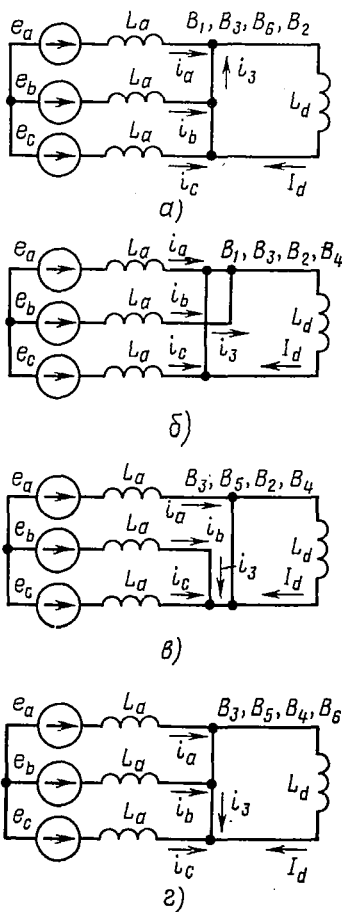 e_a L_a B_1, B_3, B_6, B_2
i_a i_3
e_b L_a L_d
i_b
e_c L_a
i_c I_d
а)
i_a
e_a L_a B_1, B_3, B_2, B_4
i_b
e_b L_a L_d
i_c i_3
e_c L_a I_d
б)
e_a L_a B_3, B_5, B_2, B_4
i_a i_b
e_b L_a L_d
i_c i_3
e_c L_a I_d
в)
e_a L_a B_3, B_5, B_4, B_6
i_a
e_b L_a L_d
i_b i_3
e_c L_a
i_c I_d
г)